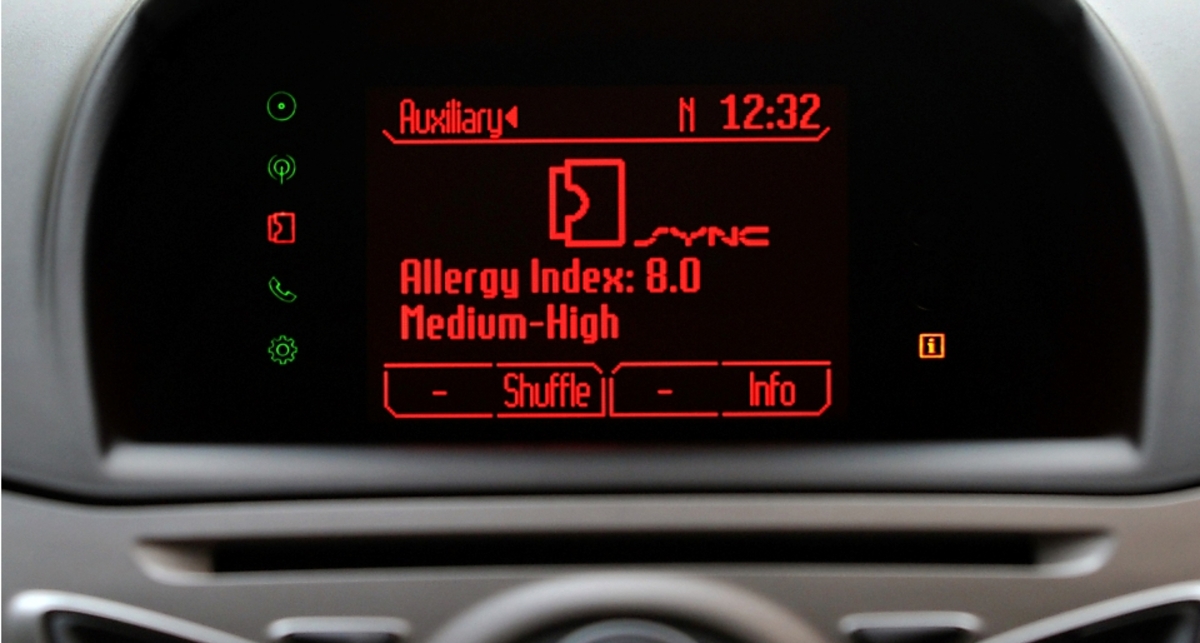 Auxiliary N 12:32
SYNC
Allergy Index: 8.0
Medium-High
- Shuffle - Info
i